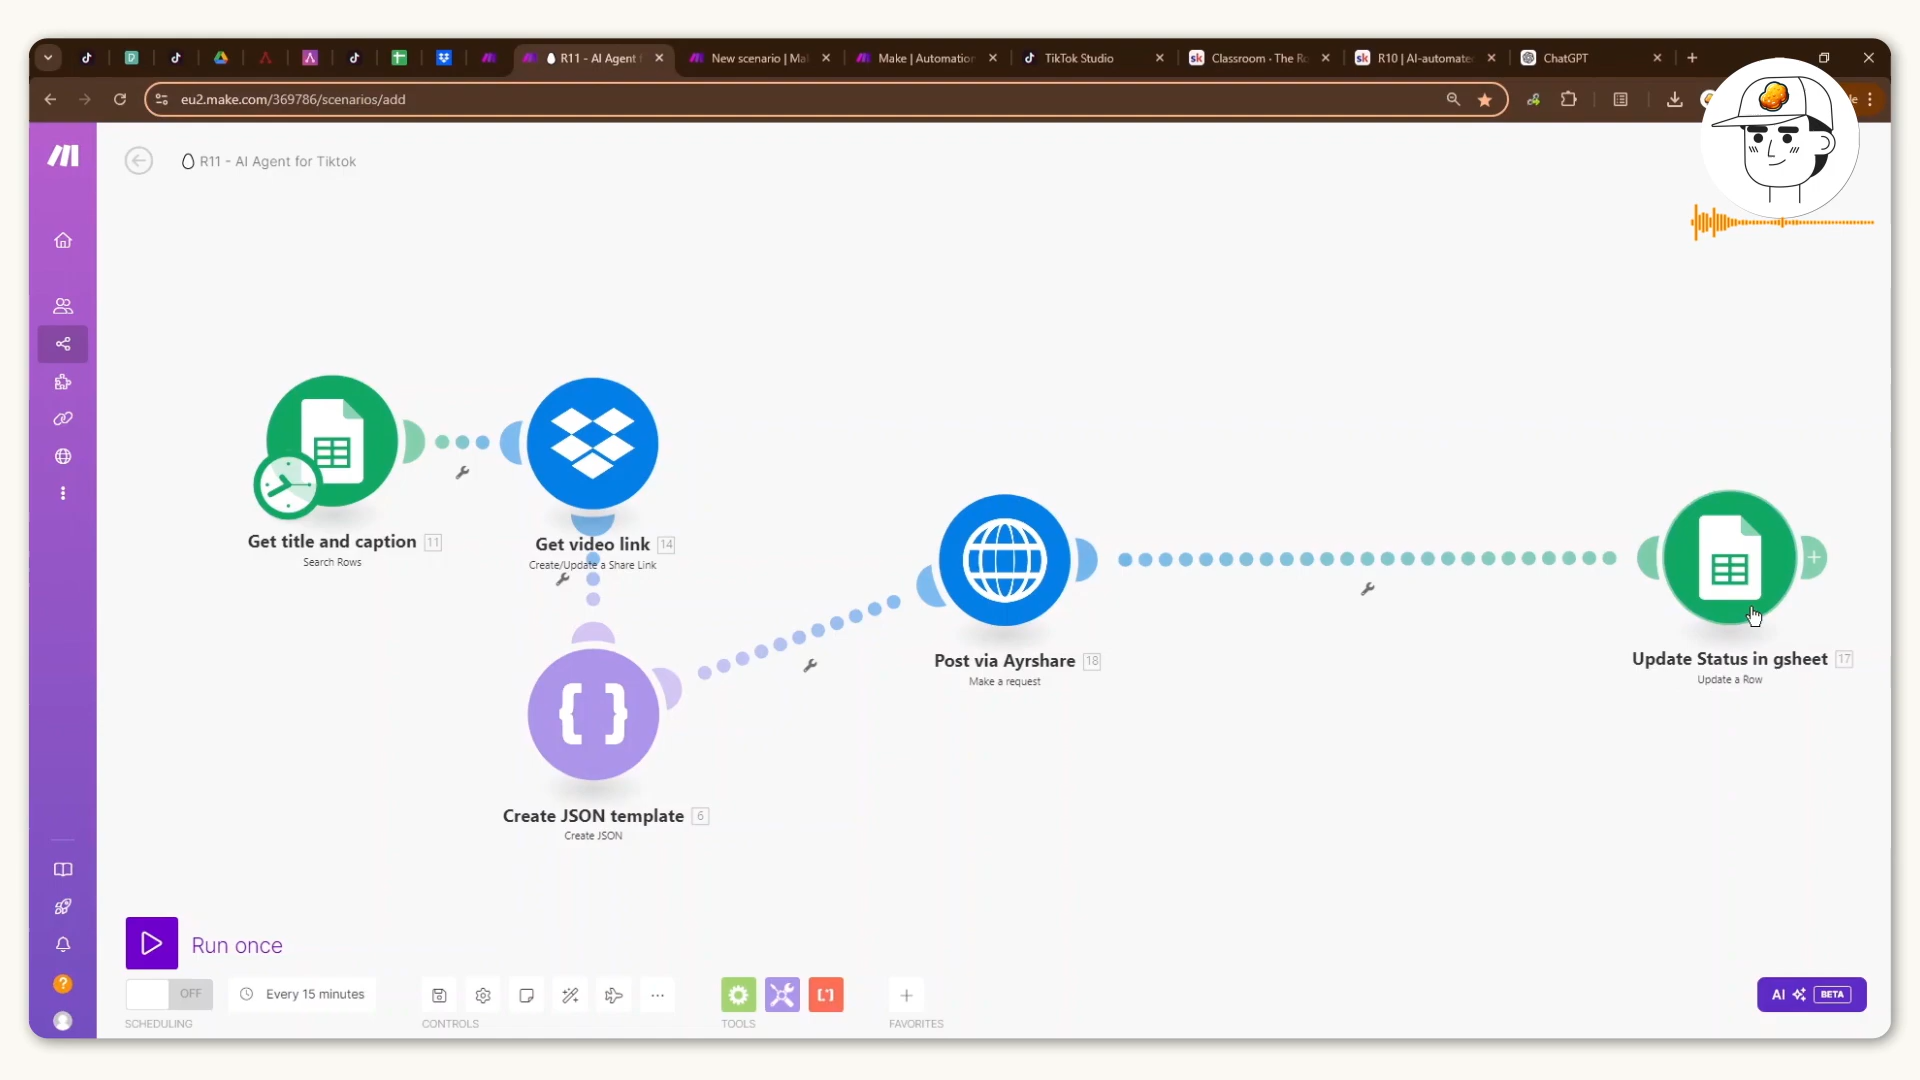 R11 - AI Agent f
New scenario | Ma
Make | Automation
TikTok Studio
sk Classroom - The Ro
sk R10 | AI-automate
ChatGPT
eu2.make.com/369786/scenarios/add
R11 - AI Agent for Tiktok
Get title and caption 11
Search Rows
Get video link 14
Create/Update a Share Link
Post via Ayrshare 18
Make a request
Update Status in gsheet 17
Update a Row
Create JSON template 6
Create JSON
Run once
OFF
Every 15 minutes
AI BETA
SCHEDULING
CONTROLS
TOOLS
FAVORITES